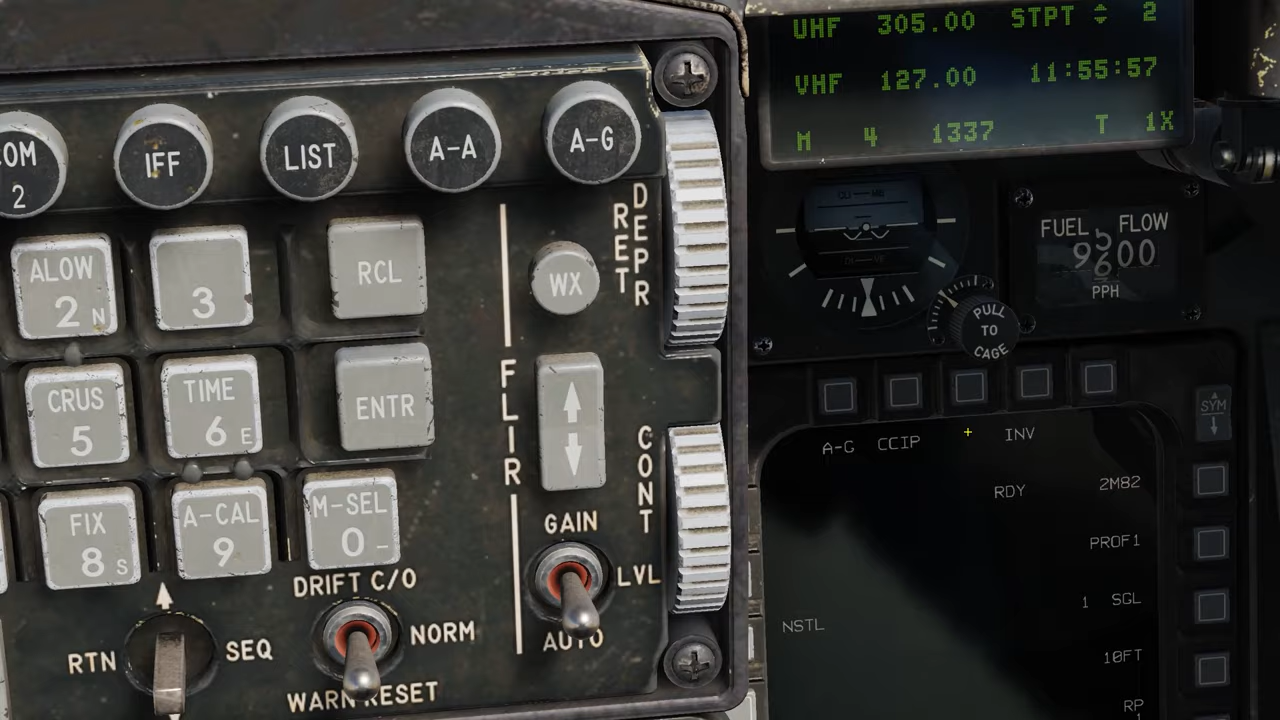 UHF 305.00 STPT 2
VHF 127.00 11:55:57
M 4 1337 T 1X
COM 2
IFF
LIST
A-A
A-G
ALOW 2 N
3
RCL
WX
RET
DEPR
CRUS 5
TIME 6 E
ENTR
FLIR
CONT
FIX 8 S
A-CAL 9
M-SEL 0 -
GAIN
LVL
AUTO
DRIFT C/O
NORM
WARN RESET
RTN
SEQ
FUEL FLOW
PPH
PULL
TO
CAGE
SYM
A-G CCIP INV
RDY 2M82
PROF1
1 SGL
NSTL
10FT
RP
1